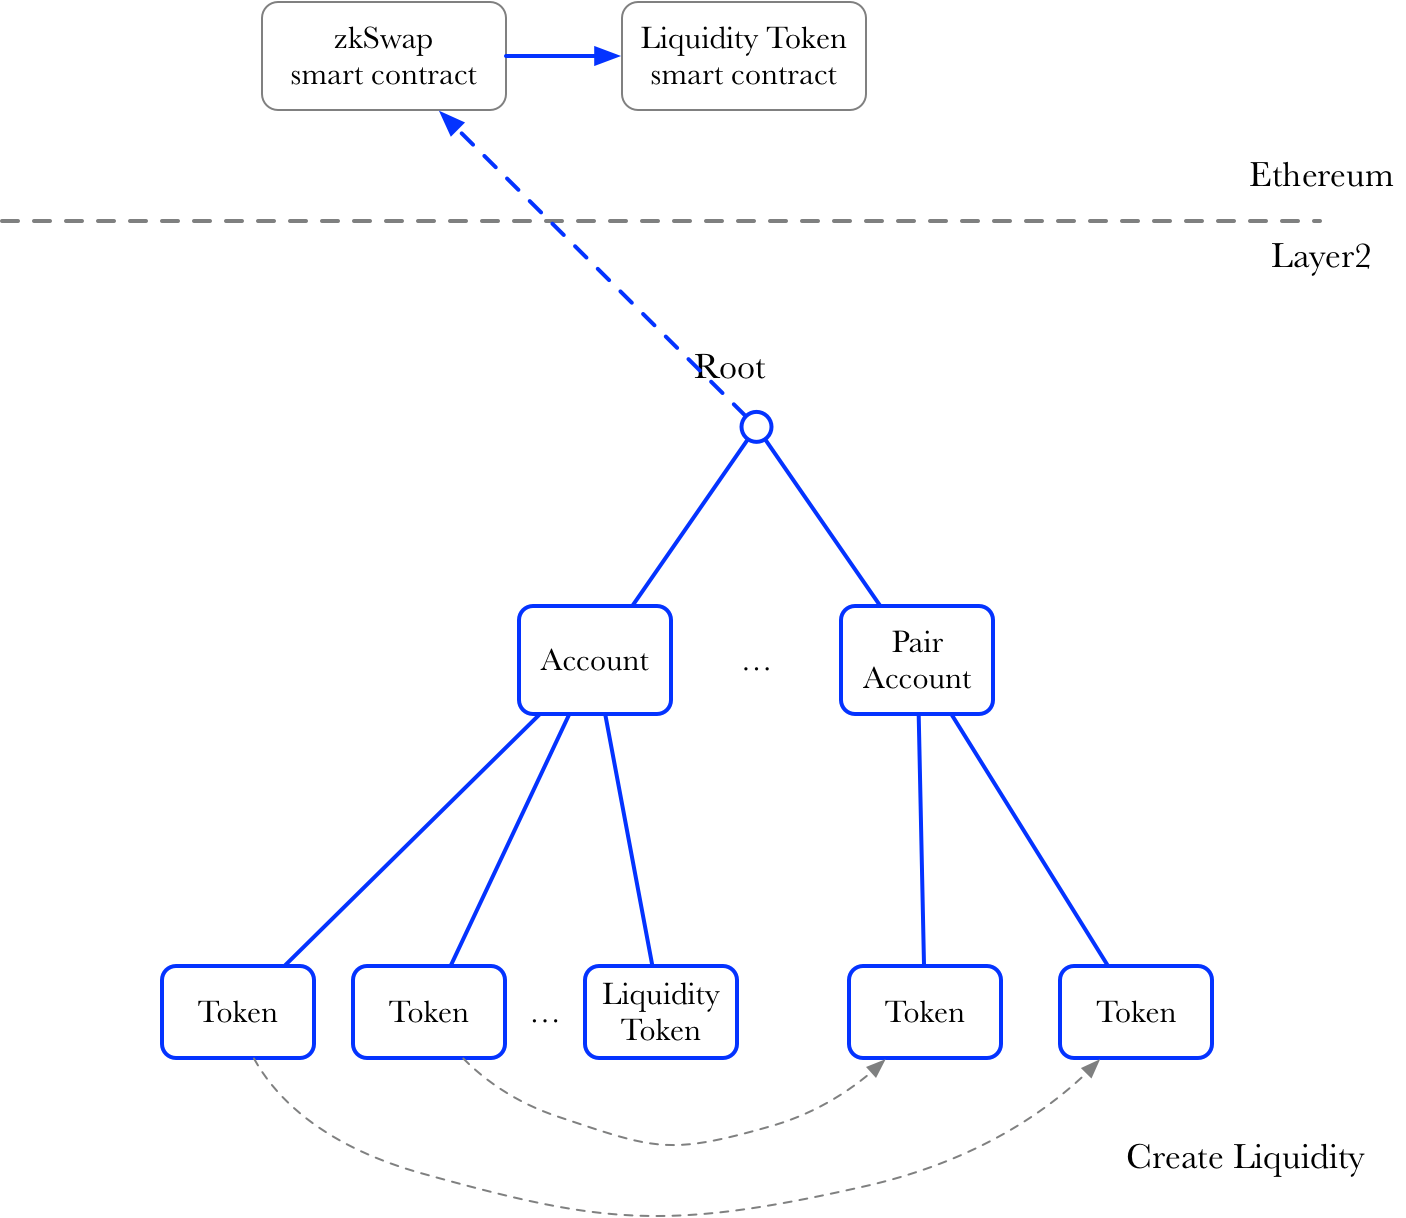 zkSwap
smart contract
Liquidity Token
smart contract
Ethereum
Layer2
Root
Account
...
Pair
Account
Token
Token
...
Liquidity
Token
Token
Token
Create Liquidity